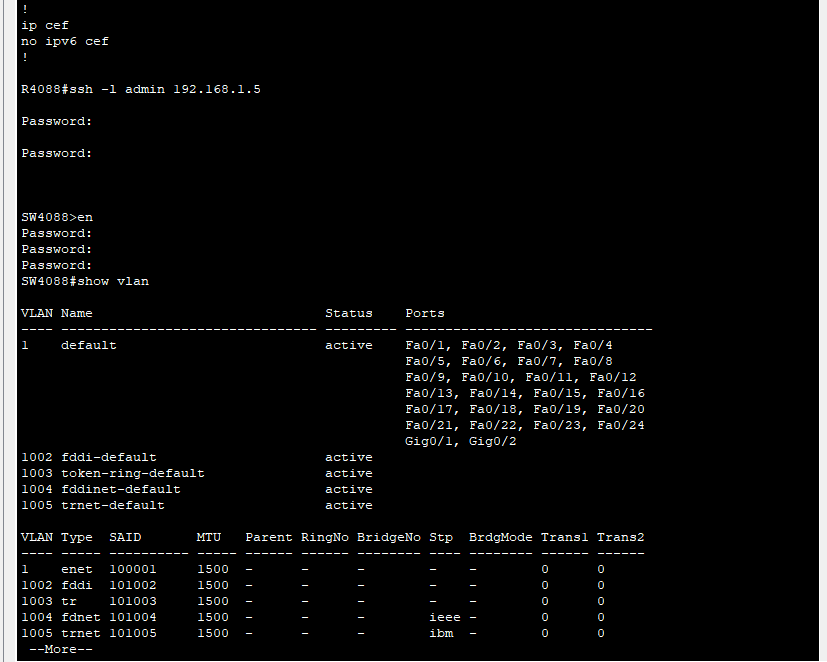 !
ip cef
no ipv6 cef
!
R4088#ssh -l admin 192.168.1.5
Password:
Password:
SW4088>en
Password:
Password:
Password:
SW4088#show vlan
VLAN Name                             Status    Ports
---- -------------------------------- --------- -------------------------------
1    default                          active    Fa0/1, Fa0/2, Fa0/3, Fa0/4
                                                Fa0/5, Fa0/6, Fa0/7, Fa0/8
                                                Fa0/9, Fa0/10, Fa0/11, Fa0/12
                                                Fa0/13, Fa0/14, Fa0/15, Fa0/16
                                                Fa0/17, Fa0/18, Fa0/19, Fa0/20
                                                Fa0/21, Fa0/22, Fa0/23, Fa0/24
                                                Gig0/1, Gig0/2
1002 fddi-default                     active
1003 token-ring-default               active
1004 fddinet-default                  active
1005 trnet-default                    active
VLAN Type  SAID       MTU   Parent RingNo BridgeNo Stp  BrdgMode Trans1 Trans2
---- ----- ---------- ----- ------ ------ -------- ---- -------- ------ ------
1    enet  100001     1500  -      -      -        -    -        0      0
1002 fddi  101002     1500  -      -      -        -    -        0      0
1003 tr    101003     1500  -      -      -        -    -        0      0
1004 fdnet 101004     1500  -      -      -        ieee -        0      0
1005 trnet 101005     1500  -      -      -        ibm  -        0      0
 --More--